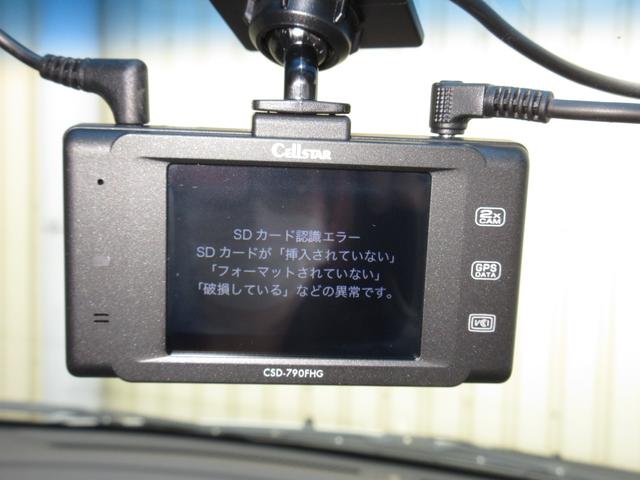 CELLSTAR
SDカード認識エラー
SDカードが「挿入されていない」
「フォーマットされていない」
「破損している」などの異常です。
2x
CAM
GPS
DATA
CSD-790FHG